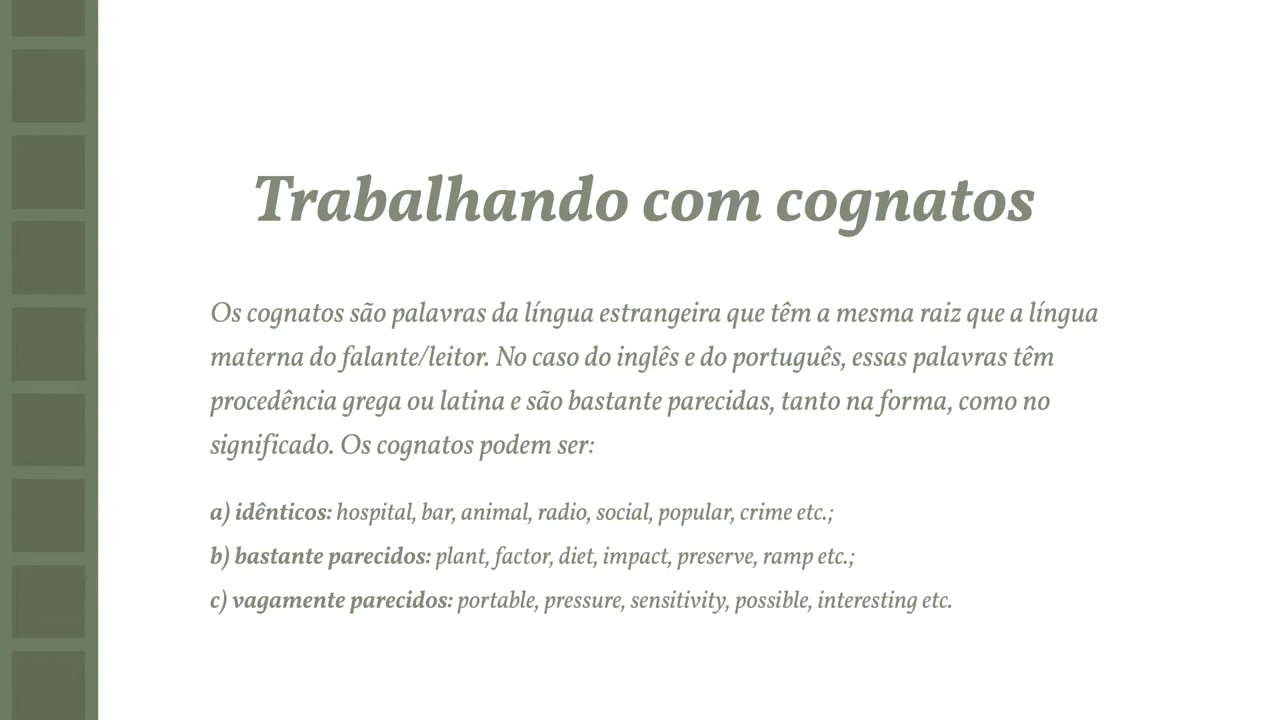 Trabalhando com cognatos
Os cognatos são palavras da língua estrangeira que têm a mesma raiz que a língua
materna do falante/leitor. No caso do inglês e do português, essas palavras têm
procedência grega ou latina e são bastante parecidas, tanto na forma, como no
significado. Os cognatos podem ser:
a) idênticos: hospital, bar, animal, radio, social, popular, crime etc.;
b) bastante parecidos: plant, factor, diet, impact, preserve, ramp etc.;
c) vagamente parecidos: portable, pressure, sensitivity, possible, interesting etc.